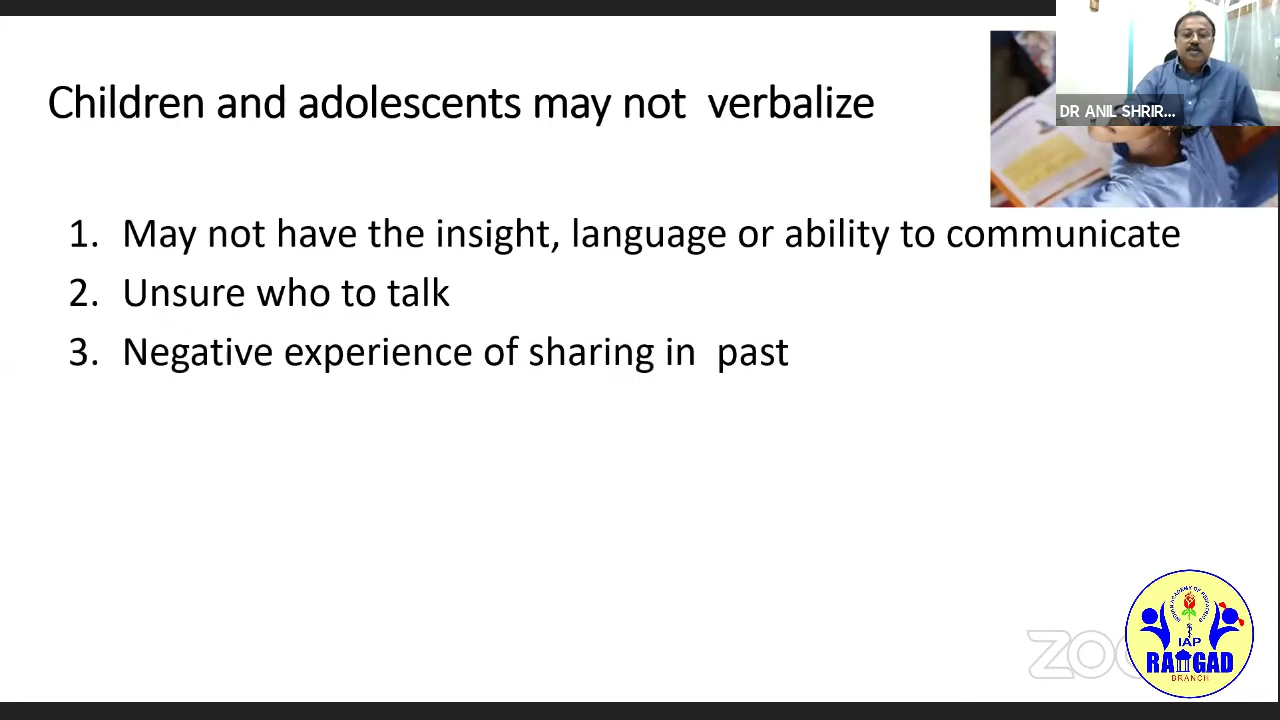 DR ANIL SHRIR...
Children and adolescents may not verbalize
1. May not have the insight, language or ability to communicate
2. Unsure who to talk
3. Negative experience of sharing in past
IAP
RAIGAD
BRANCH